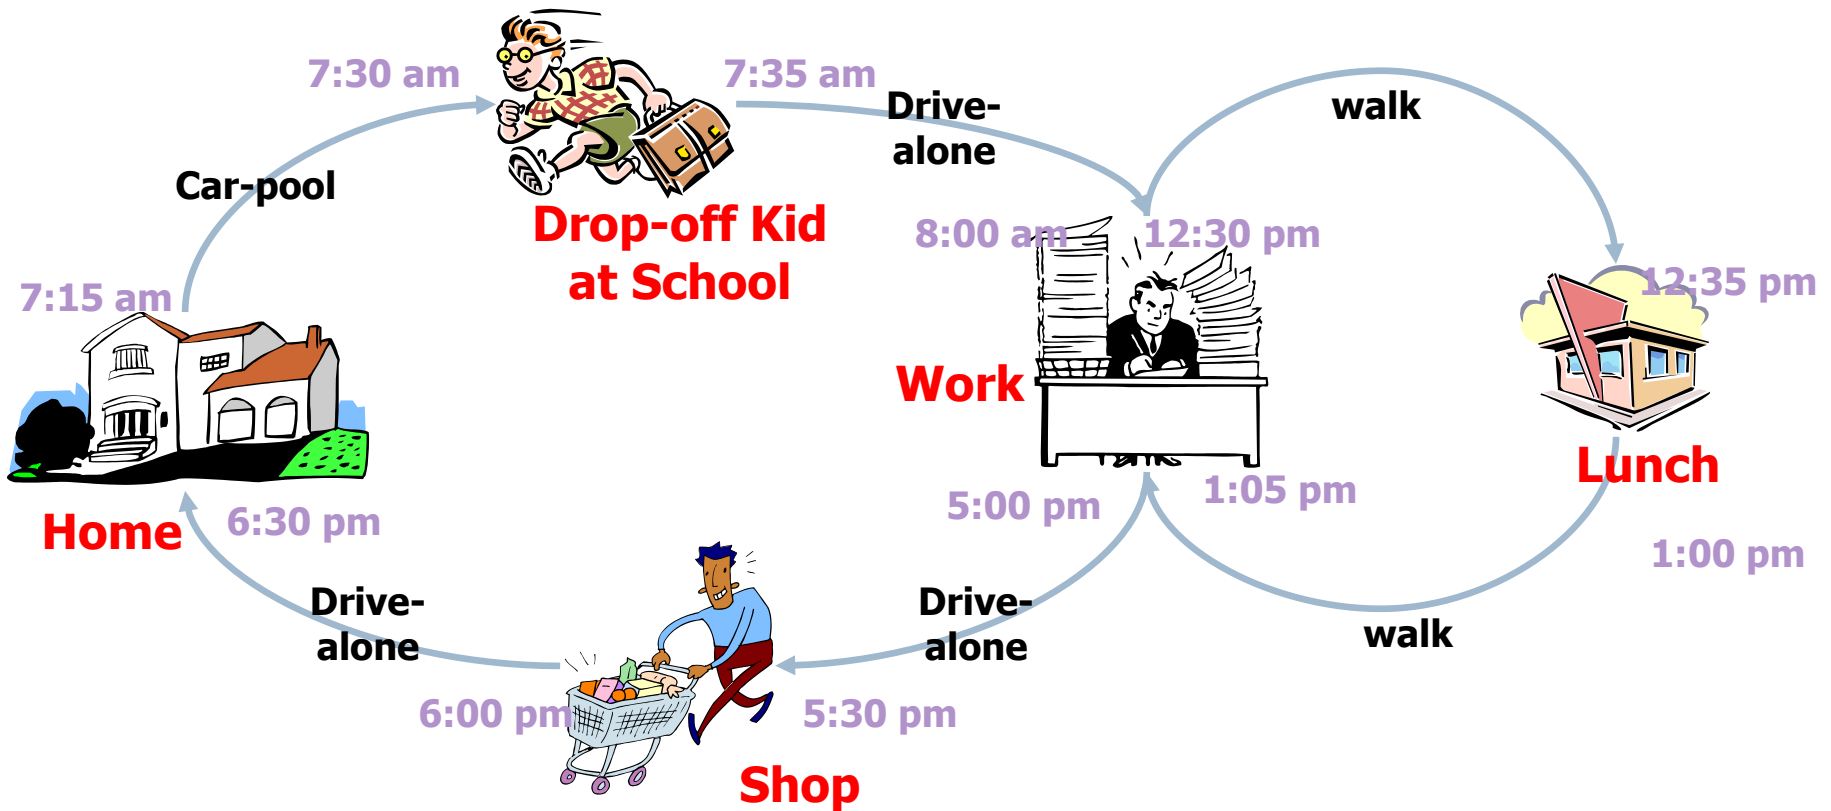 7:30 am
7:35 am
Drive-
alone
walk
Car-pool
Drop-off Kid
at School
8:00 am
12:30 pm
7:15 am
12:35 pm
Work
Lunch
Home
6:30 pm
5:00 pm
1:05 pm
1:00 pm
Drive-
alone
Drive-
alone
walk
6:00 pm
5:30 pm
Shop